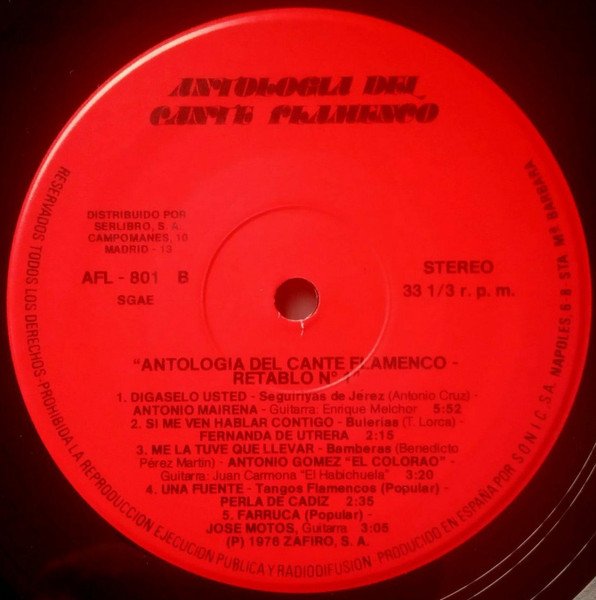 ANTOLOGIA DEL
CANTE FLAMENCO
DISTRIBUIDO POR
SERLIBRO, S. A.
CAMPOMANES, 10
MADRID - 13
AFL - 801 B
SGAE
STEREO
33 1/3 r. p. m.
"ANTOLOGIA DEL CANTE FLAMENCO -
RETABLO Nº 1"
1. DIGASELO USTED - Seguiriyas de Jerez (Antonio Cruz) -
ANTONIO MAIRENA - Guitarra: Enrique Melchor 5:52
2. SI ME VEN HABLAR CONTIGO - Bulerias (T. Lorca) -
FERNANDA DE UTRERA 2:15
3. ME LA TUVE QUE LLEVAR - Bamberas (Benedicto
Pérez Martin) - ANTONIO GOMEZ "EL COLORAO" -
Guitarra: Juan Carmona "El Habichuela" 3:20
4. UNA FUENTE - Tangos Flamencos (Popular) -
PERLA DE CADIZ 2:35
5. FARRUCA (Popular) -
JOSE MOTOS, Guitarra 3:05
(P) 1978 ZAFIRO, S. A.
RESERVADOS TODOS LOS DERECHOS-PROHIBIDA LA REPRODUCCION EJECUCION PUBLICA Y RADIODIFUSION PRODUCIDO EN ESPAÑA POR S.O.N.I.C. S.A. NAPOLES, 6 8 STA Mª BARBARA